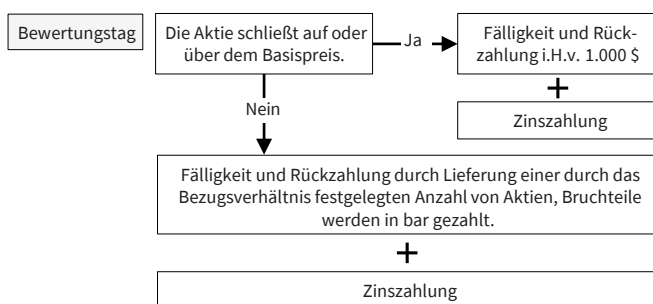 Bewertungstag
Die Aktie schließt auf oder
über dem Basispreis.
Ja
Fälligkeit und Rück-
zahlung i.H.v. 1.000 $
+
Zinszahlung
Nein
Fälligkeit und Rückzahlung durch Lieferung einer durch das
Bezugsverhältnis festgelegten Anzahl von Aktien, Bruchteile
werden in bar gezahlt.
+
Zinszahlung